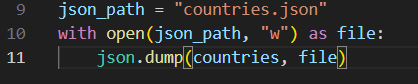 9 json_path = "countries.json"
10 with open(json_path, "w") as file:
11     json.dump(countries, file)